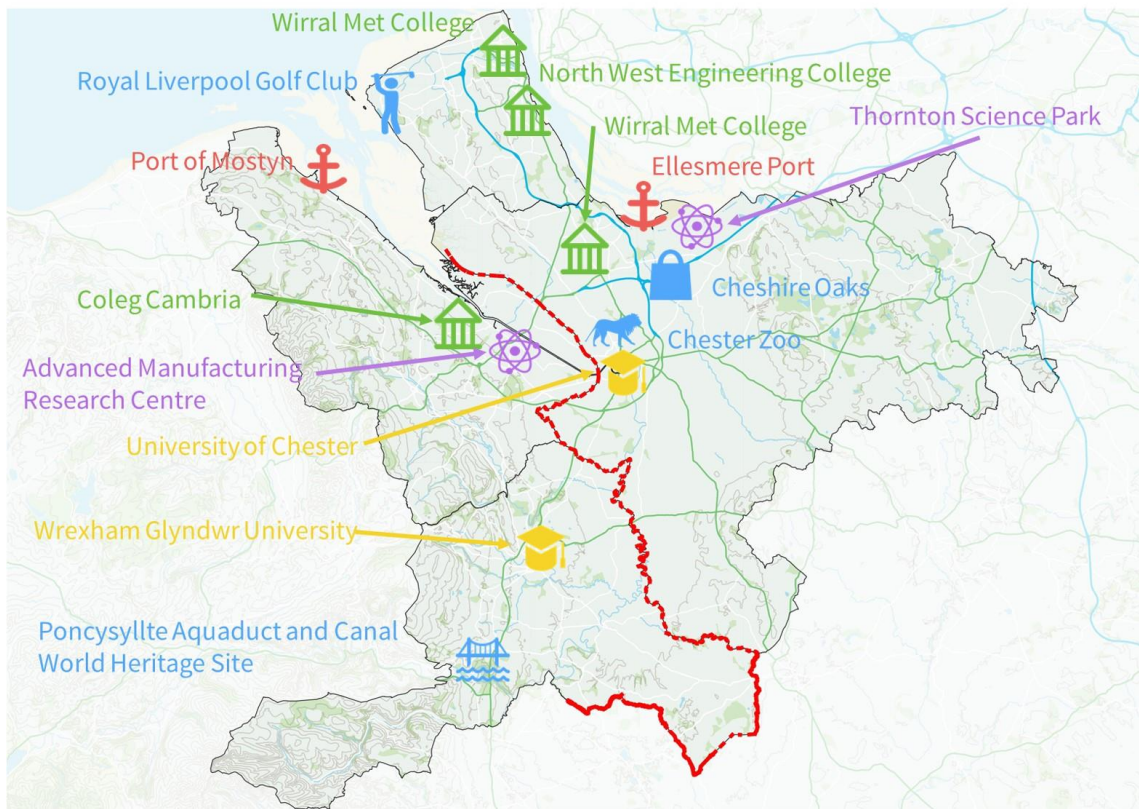 Wirral Met College
Royal Liverpool Golf Club
North West Engineering College
Thornton Science Park
Wirral Met College
Port of Mostyn
Ellesmere Port
Coleg Cambria
Cheshire Oaks
Chester Zoo
Advanced Manufacturing
Research Centre
University of Chester
Wrexham Glyndwr University
Poncysyllte Aquaduct and Canal
World Heritage Site